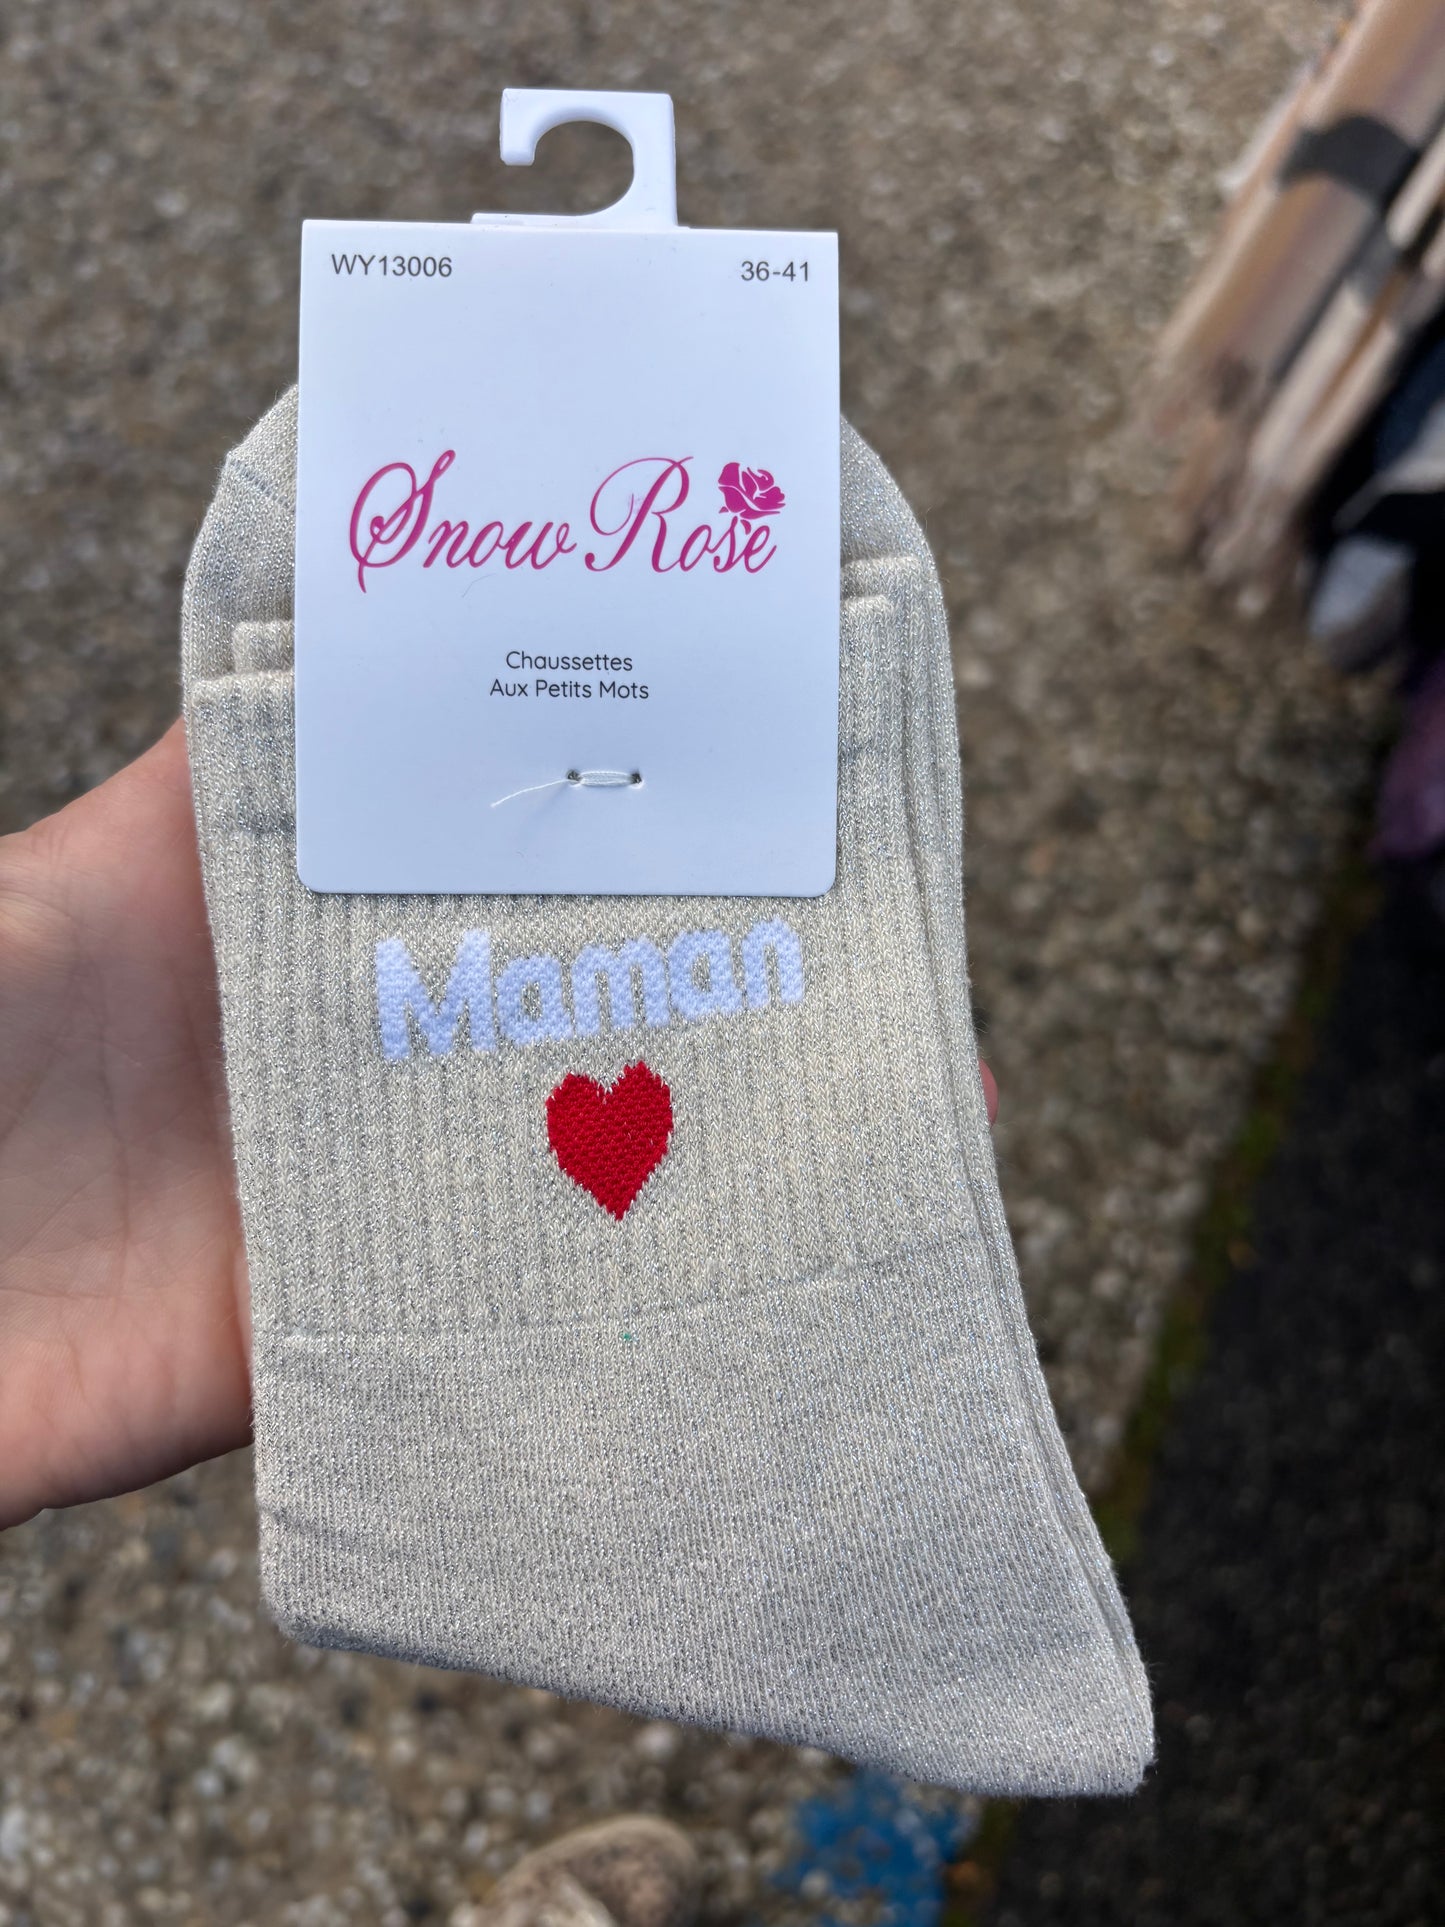 WY13006 36-41
Snow Rose
Chaussettes
Aux Petits Mots
Maman